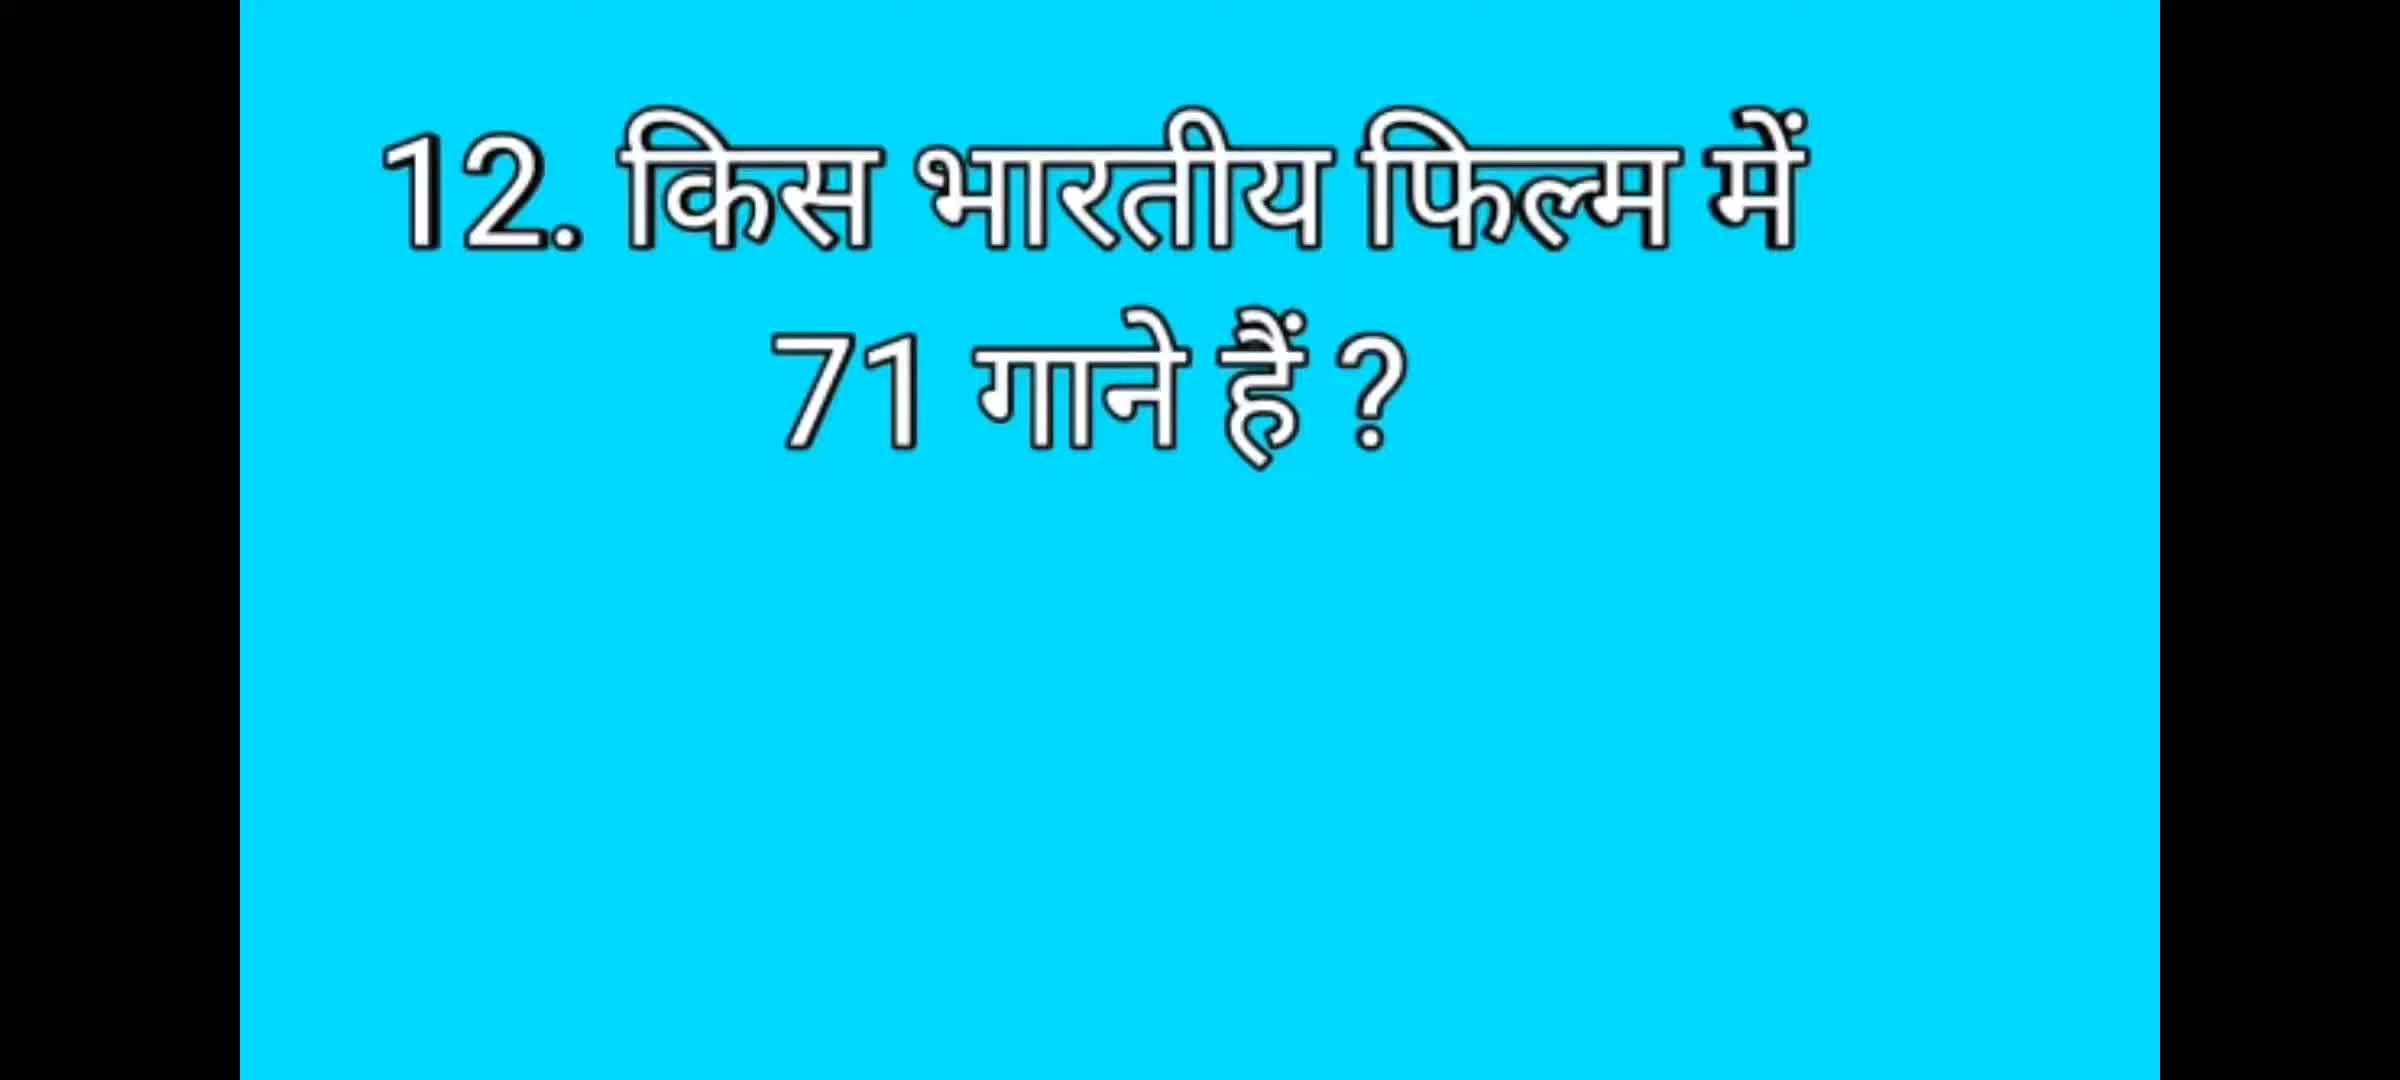 12. किस भारतीय फिल्म में
71 गाने हैं ?